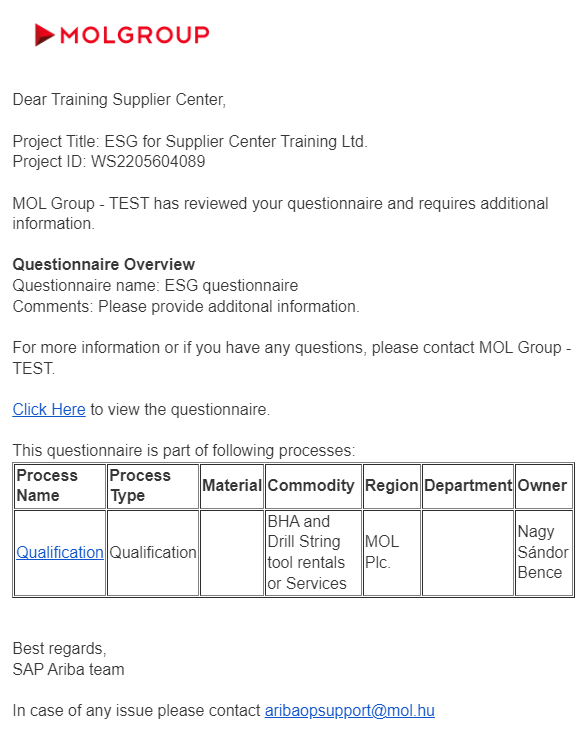 MOLGROUP
Dear Training Supplier Center,
Project Title: ESG for Supplier Center Training Ltd.
Project ID: WS2205604089
MOL Group - TEST has reviewed your questionnaire and requires additional
information.
Questionnaire Overview
Questionnaire name: ESG questionnaire
Comments: Please provide additonal information.
For more information or if you have any questions, please contact MOL Group -
TEST.
Click Here to view the questionnaire.
This questionnaire is part of following processes:
Process Name | Process Type | Material | Commodity | Region | Department | Owner
Qualification | Qualification | | BHA and Drill String tool rentals or Services | MOL Plc. | | Nagy Sándor Bence
Best regards,
SAP Ariba team
In case of any issue please contact aribaopsupport@mol.hu